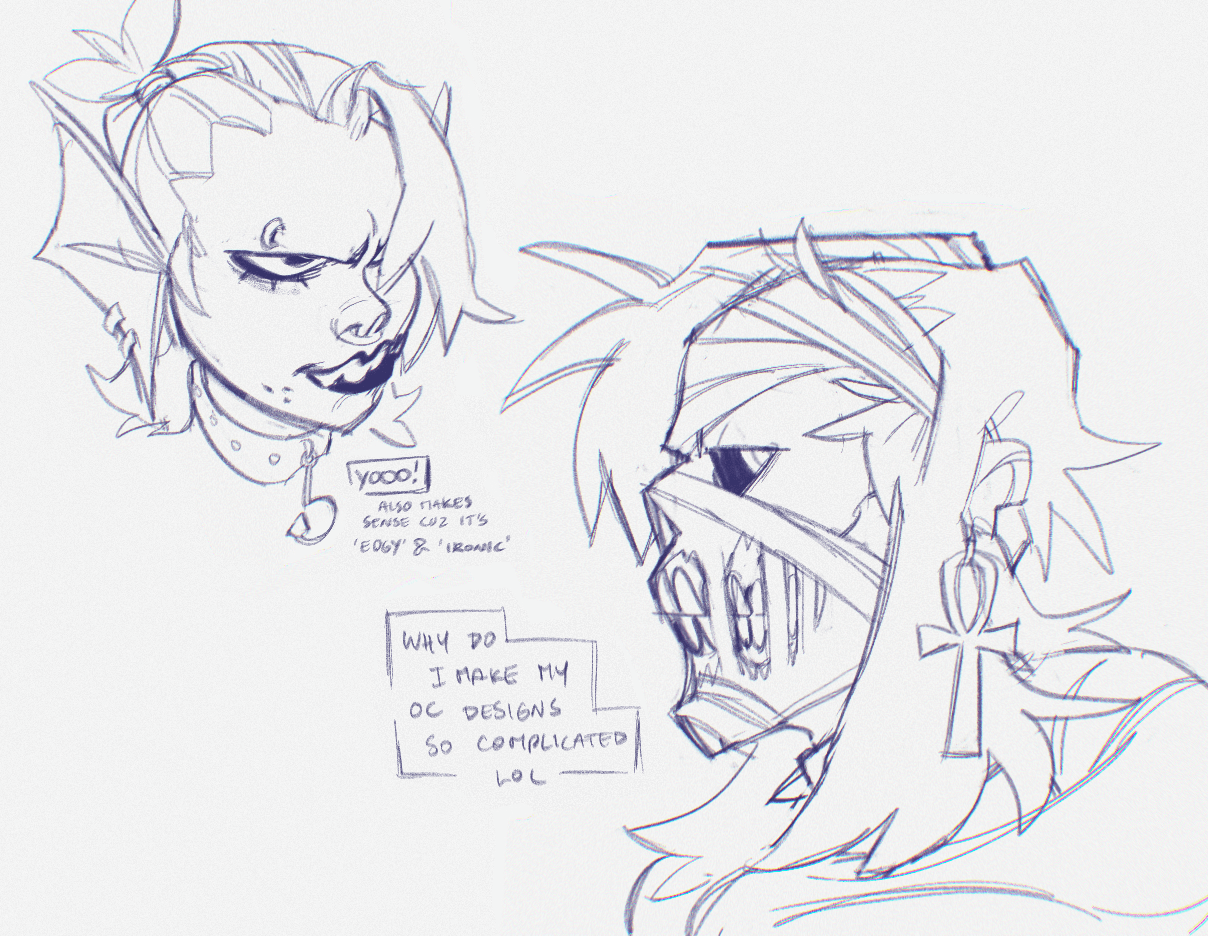 YOOO!
ALSO MAKES
SENSE CUZ IT'S
'EDGY' & 'IRONIC'
WHY DO
I MAKE MY
OC DESIGNS
SO COMPLICATED
LOL